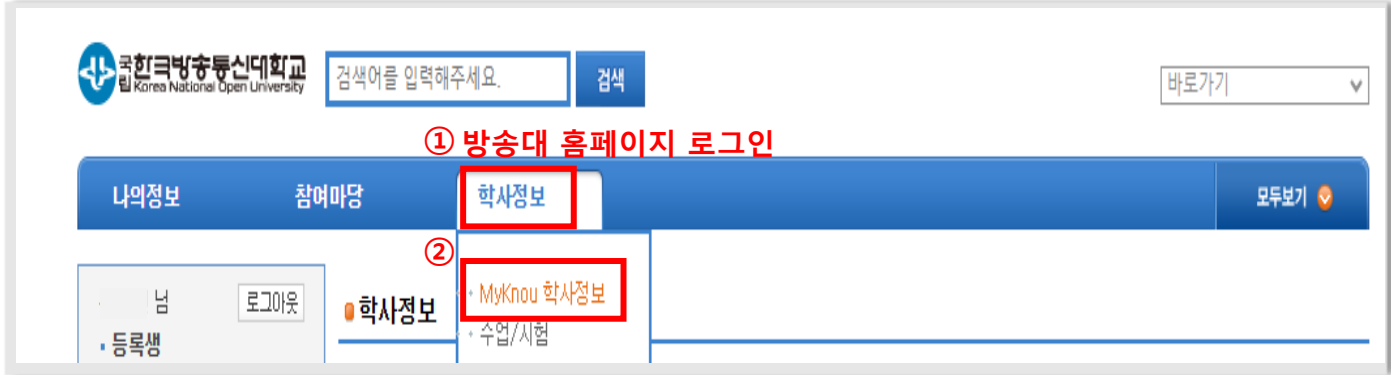 국립 한국방송통신대학교
Korea National Open University
검색어를 입력해주세요.
검색
바로가기
① 방송대 홈페이지 로그인
나의정보
참여마당
학사정보
모두보기
②
님
로그아웃
학사정보
MyKnou 학사정보
등록생
수업/시험